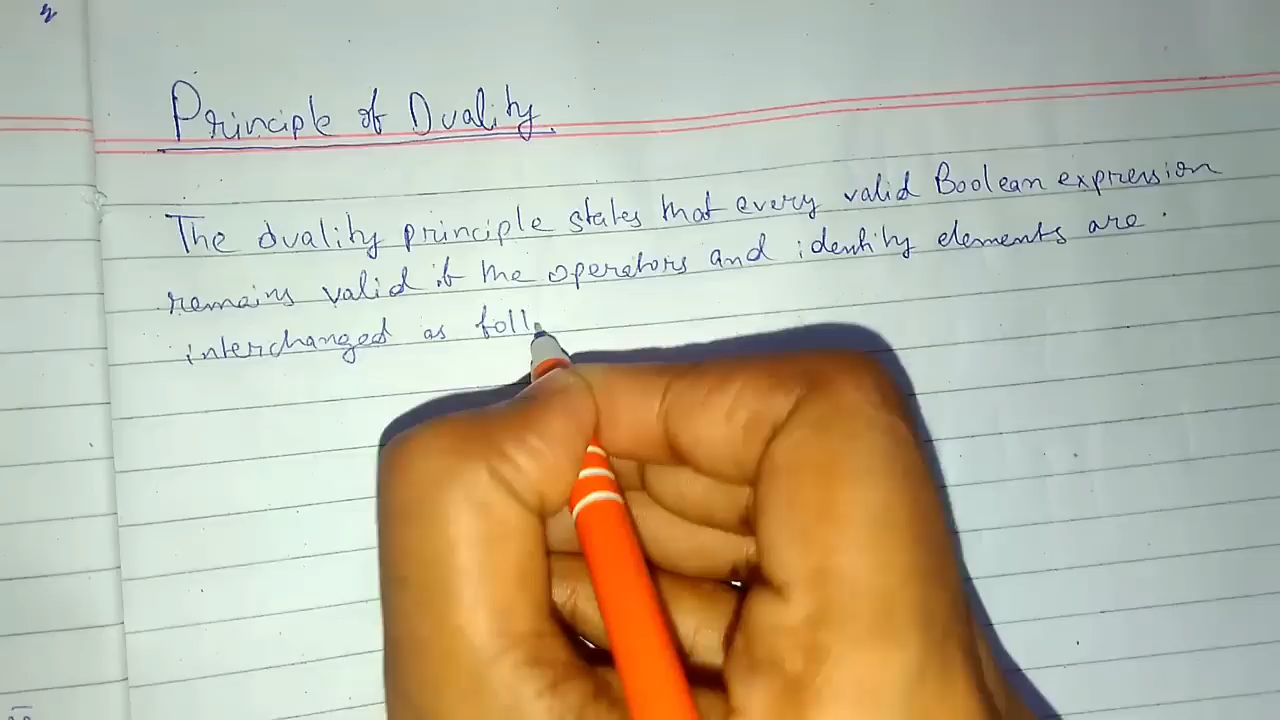 Principle of Duality.
The duality principle states that every valid Boolean expression
remains valid if the operators and identity elements are.
interchanged as foll